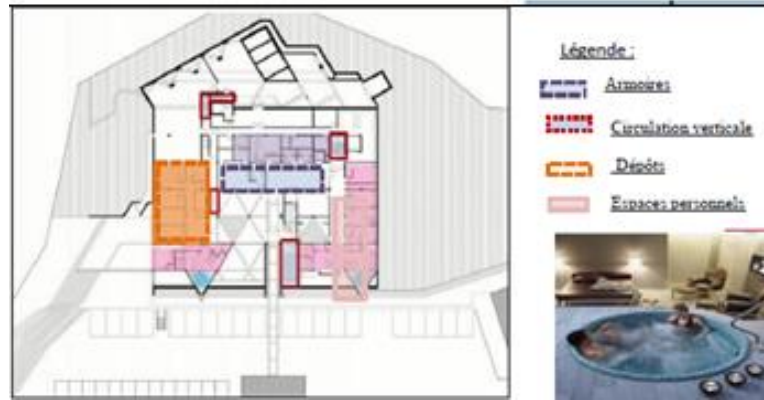 Légende :
Armoires
Circulation verticale
Dépôts
Espaces personnels